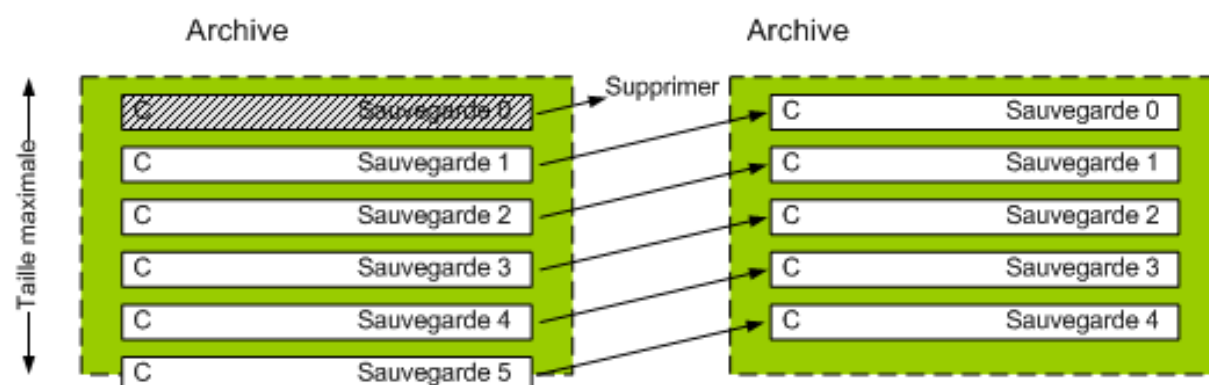 Archive Archive
Supprimer
C Sauvegarde 0 C Sauvegarde 0
C Sauvegarde 1 C Sauvegarde 1
C Sauvegarde 2 C Sauvegarde 2
C Sauvegarde 3 C Sauvegarde 3
C Sauvegarde 4 C Sauvegarde 4
C Sauvegarde 5
Taille maximale